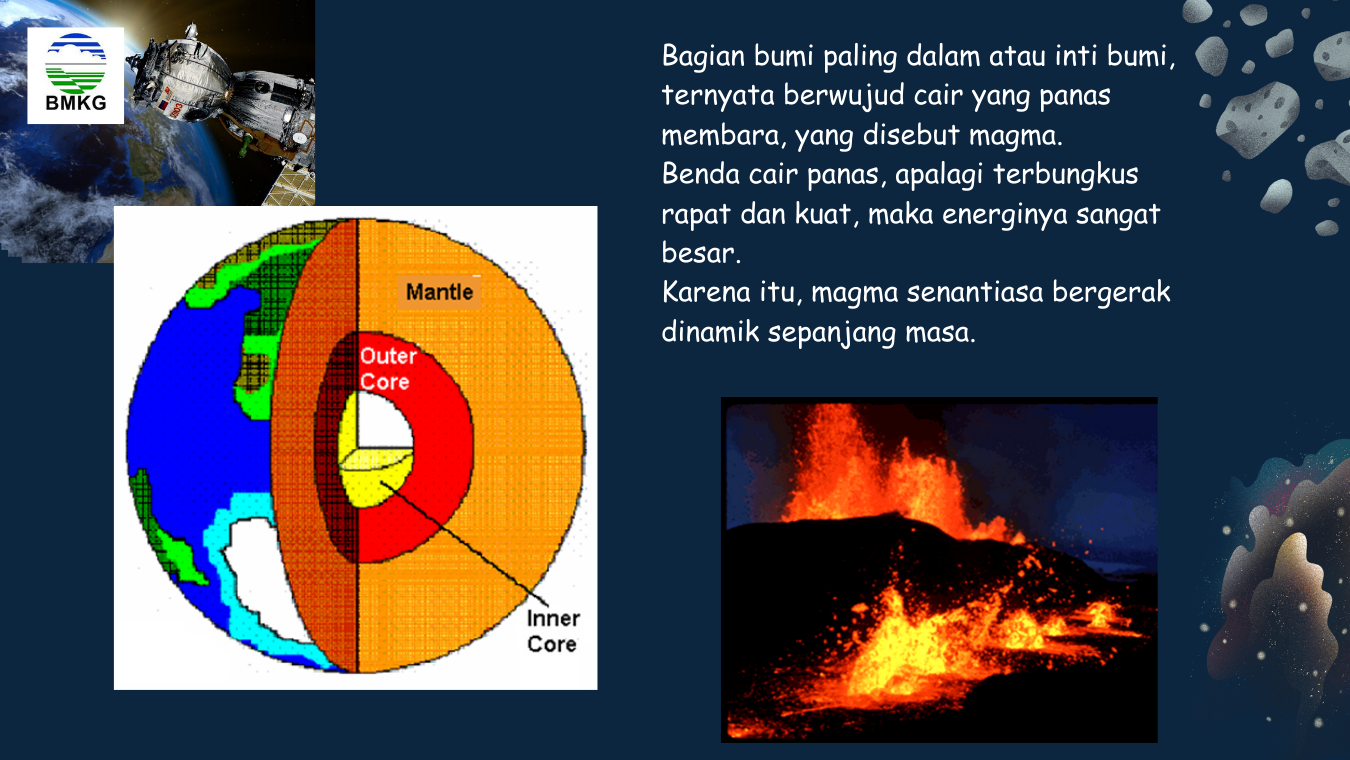 BMKG
Bagian bumi paling dalam atau inti bumi,
ternyata berwujud cair yang panas
membara, yang disebut magma.
Benda cair panas, apalagi terbungkus
rapat dan kuat, maka energinya sangat
besar.
Karena itu, magma senantiasa bergerak
dinamik sepanjang masa.
Mantle
Outer
Core
Inner
Core